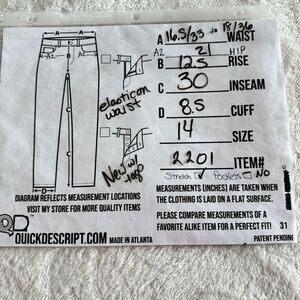 A 16.5/33 to 18/36 WAIST
A2 21 HIP
B 12.5 RISE
C 30 INSEAM
D 8.5 CUFF
14 SIZE
2201 ITEM#
Stretch ☑ Pockets ☐ NO
A
A2 A2
B
C
D
elastic on waist
New w/ tag
DIAGRAM REFLECTS MEASUREMENT LOCATIONS
VISIT MY STORE FOR MORE QUALITY ITEMS
QD
QUICKDESCRIPT.COM MADE IN ATLANTA
MEASUREMENTS (INCHES) ARE TAKEN WHEN
THE CLOTHING IS LAID ON A FLAT SURFACE.
PLEASE COMPARE MEASUREMENTS OF A
FAVORITE ALIKE ITEM FOR A PERFECT FIT! 31
PATENT PENDING